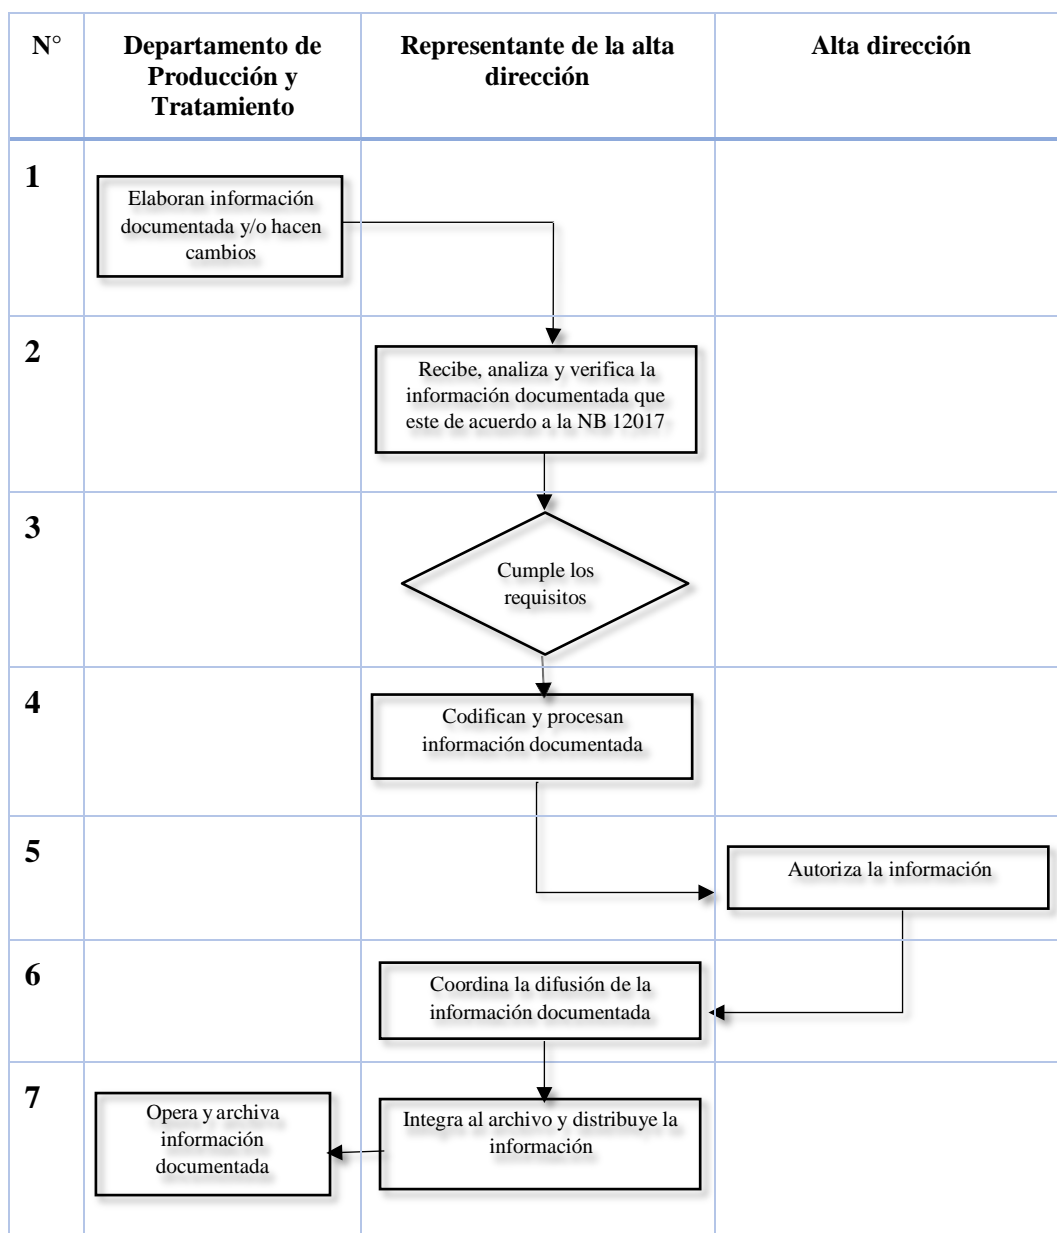 N°
Departamento de
Producción y
Tratamiento
Representante de la alta
dirección
Alta dirección
1
Elaboran información
documentada y/o hacen
cambios
2
Recibe, analiza y verifica la
información documentada que
este de acuerdo a la NB 12017
3
Cumple los
requisitos
4
Codifican y procesan
información documentada
5
Autoriza la información
6
Coordina la difusión de la
información documentada
7
Opera y archiva
información
documentada
Integra al archivo y distribuye la
información